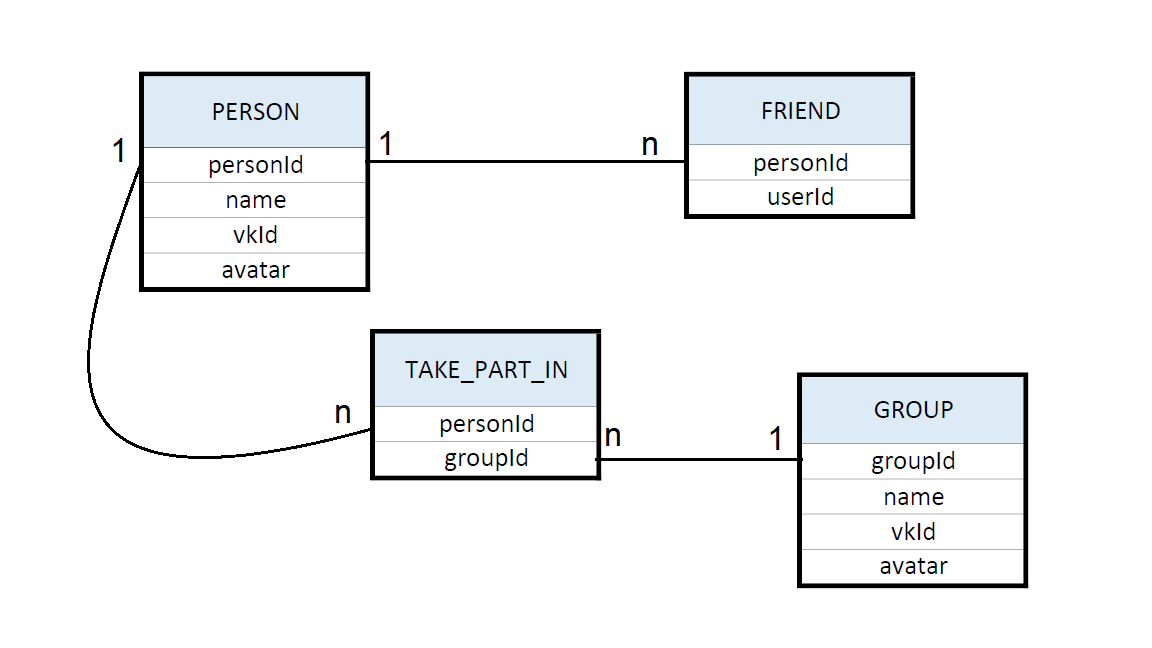 PERSON
personId
name
vkId
avatar
1
1
n
FRIEND
personId
userId
TAKE_PART_IN
personId
groupId
n
n
1
GROUP
groupId
name
vkId
avatar